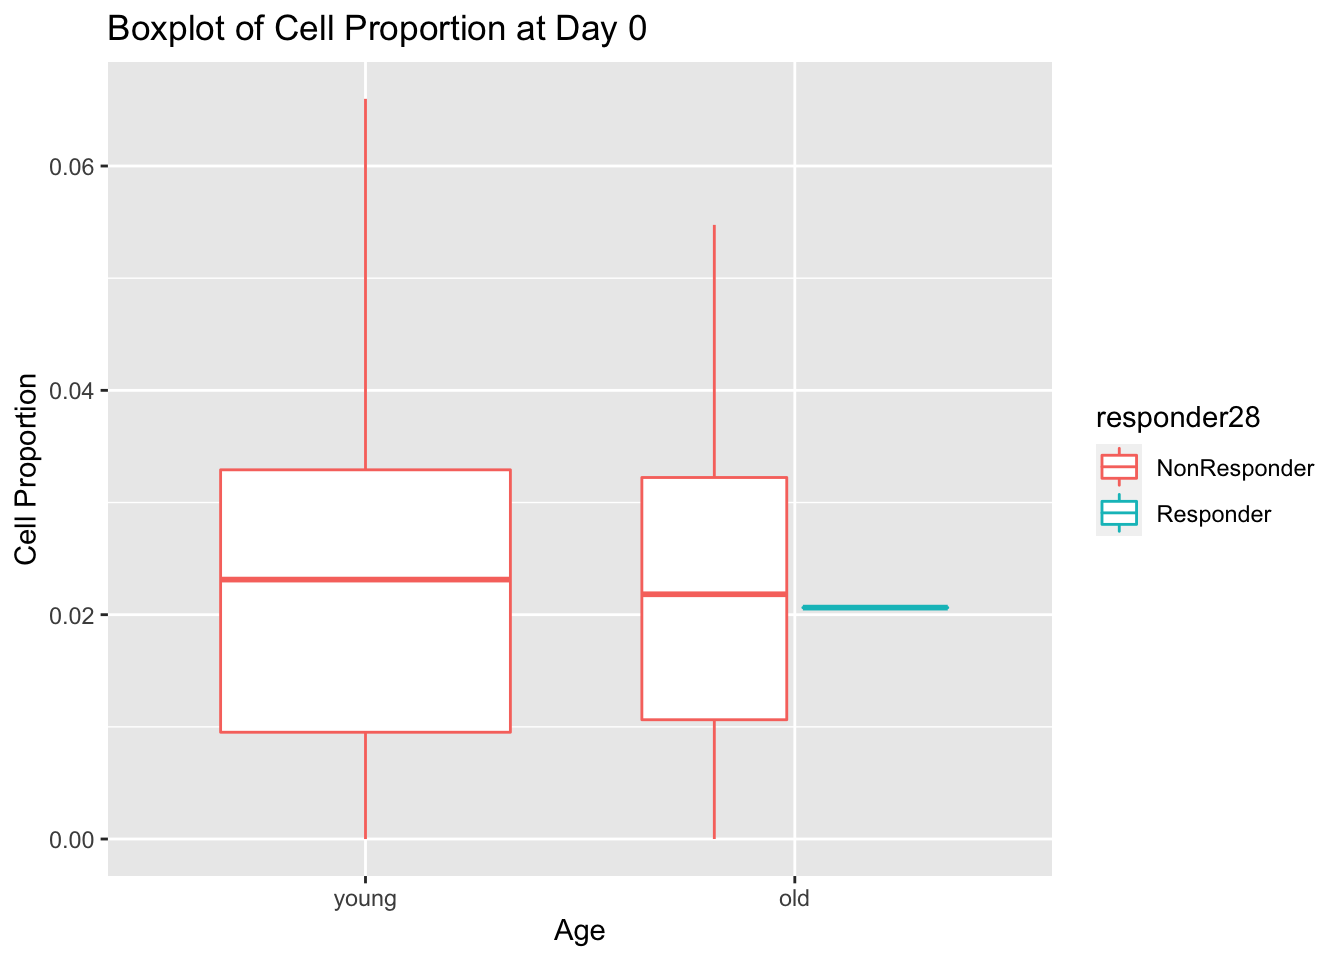 Boxplot of Cell Proportion at Day 0
Cell Proportion
0.06
0.04
0.02
0.00
young
old
Age
responder28
NonResponder
Responder